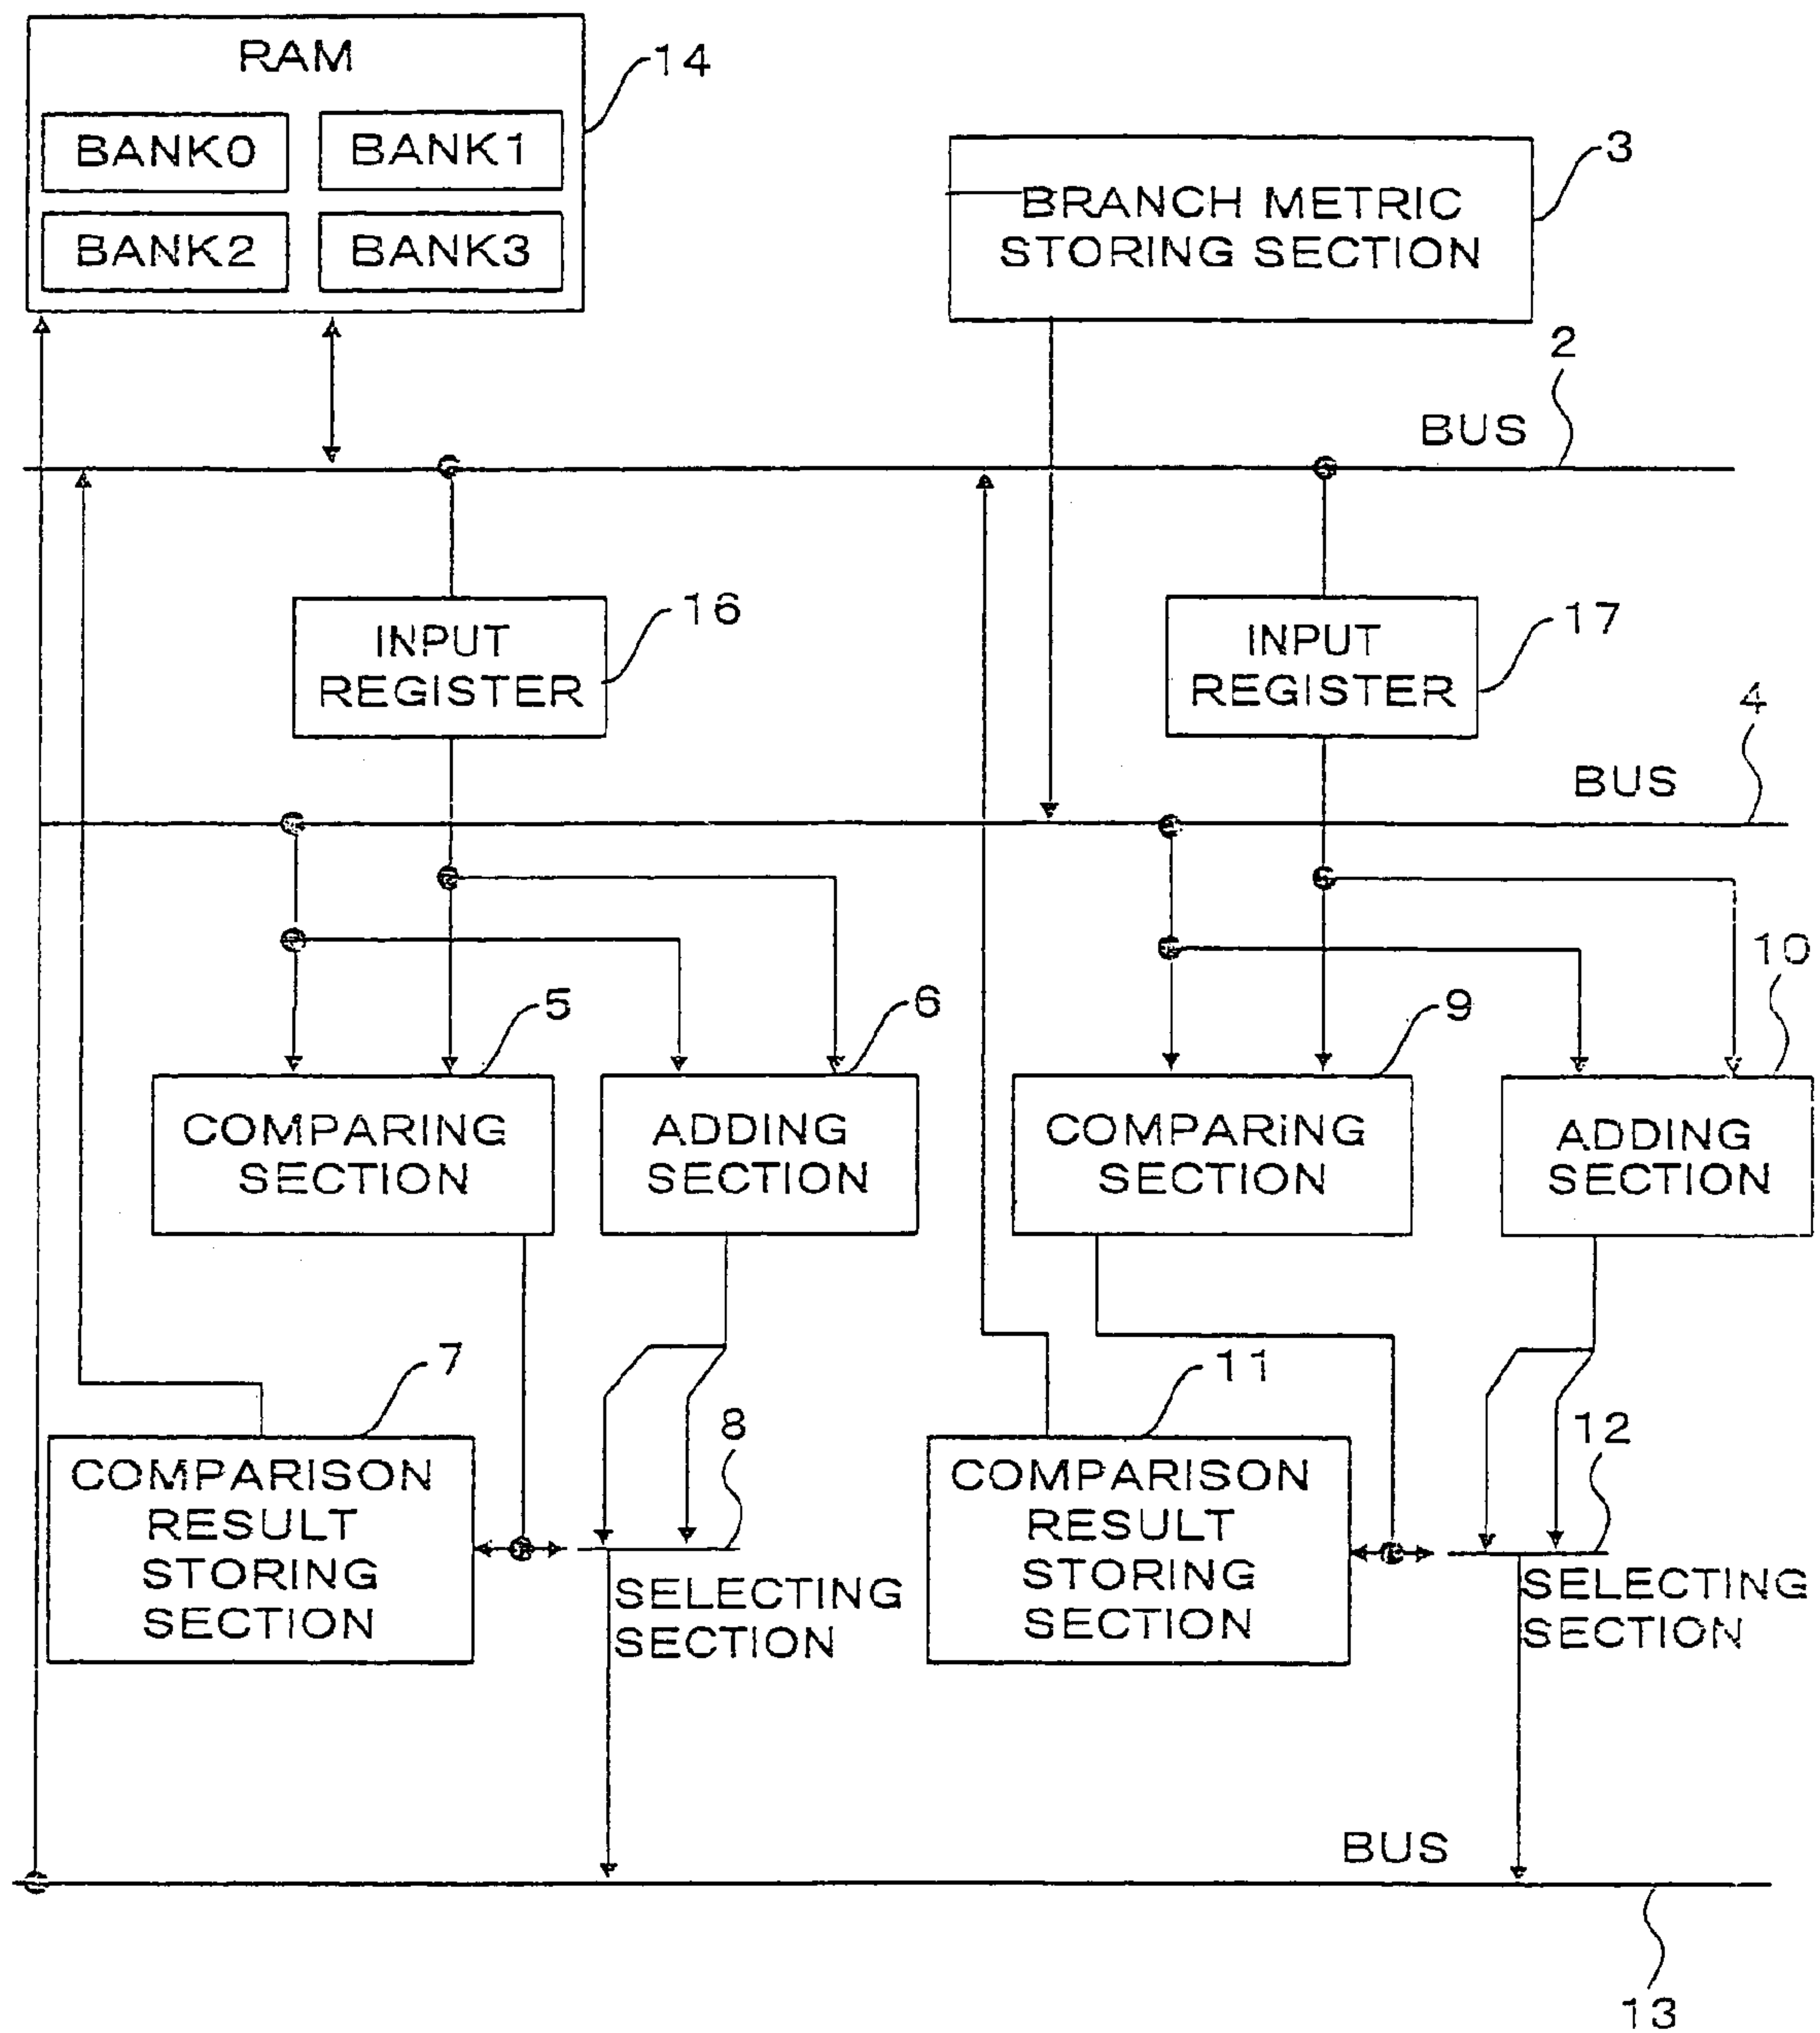 RAM
14
BANK0
BANK1
BANK2
BANK3
3
BRANCH METRIC
STORING SECTION
2
BUS
16
INPUT
REGISTER
17
INPUT
REGISTER
4
BUS
5
6
9
10
COMPARING
SECTION
ADDING
SECTION
COMPARING
SECTION
ADDING
SECTION
7
8
11
12
COMPARISON
RESULT
STORING
SECTION
SELECTING
SECTION
COMPARISON
RESULT
STORING
SECTION
SELECTING
SECTION
BUS
13